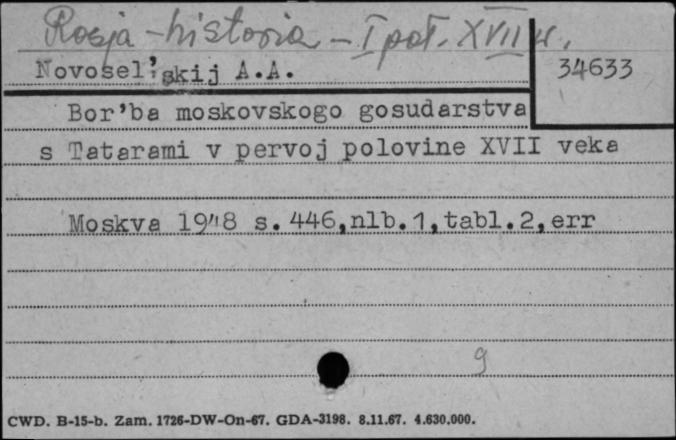 Rosja - historia - I poł. XVII w.
Novosel'skij A.A.
34633
Bor'ba moskovskogo gosudarstva
s Tatarami v pervoj polovine XVII veka
Moskva 1948 s.446,nlb.1,tabl.2,err
9
CWD. B-15-b. Zam. 1726-DW-On-67. GDA-3198. 8.11.67. 4.630.000.